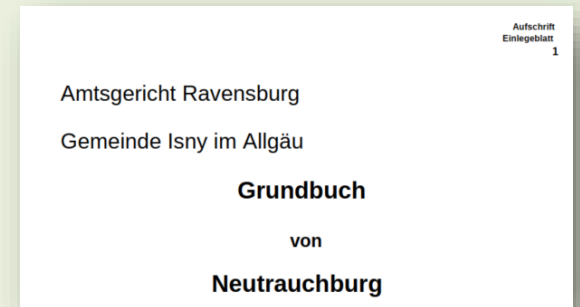 Aufschrift
Einlegeblatt
1
Amtsgericht Ravensburg
Gemeinde Isny im Allgäu
Grundbuch
von
Neutrauchburg